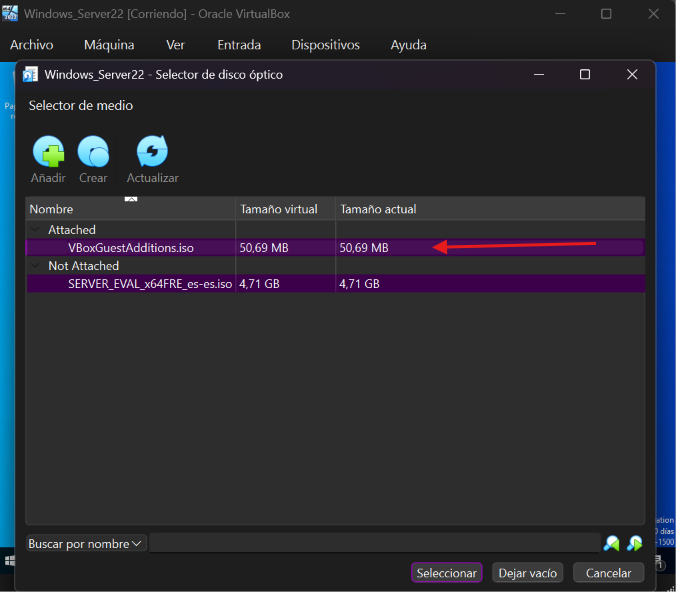 Windows_Server22 [Corriendo] - Oracle VirtualBox
Archivo Máquina Ver Entrada Dispositivos Ayuda
Windows_Server22 - Selector de disco óptico
Selector de medio
Añadir Crear Actualizar
Nombre Tamaño virtual Tamaño actual
Attached
VBoxGuestAdditions.iso 50,69 MB 50,69 MB
Not Attached
SERVER_EVAL_x64FRE_es-es.iso 4,71 GB 4,71 GB
Buscar por nombre
Seleccionar Dejar vacío Cancelar